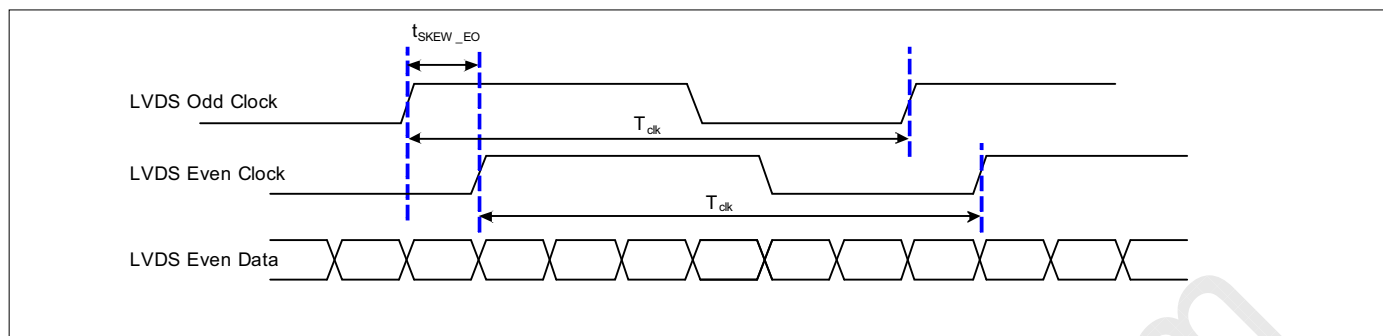 tSKEW_EO
LVDS Odd Clock
Tclk
LVDS Even Clock
Tclk
LVDS Even Data